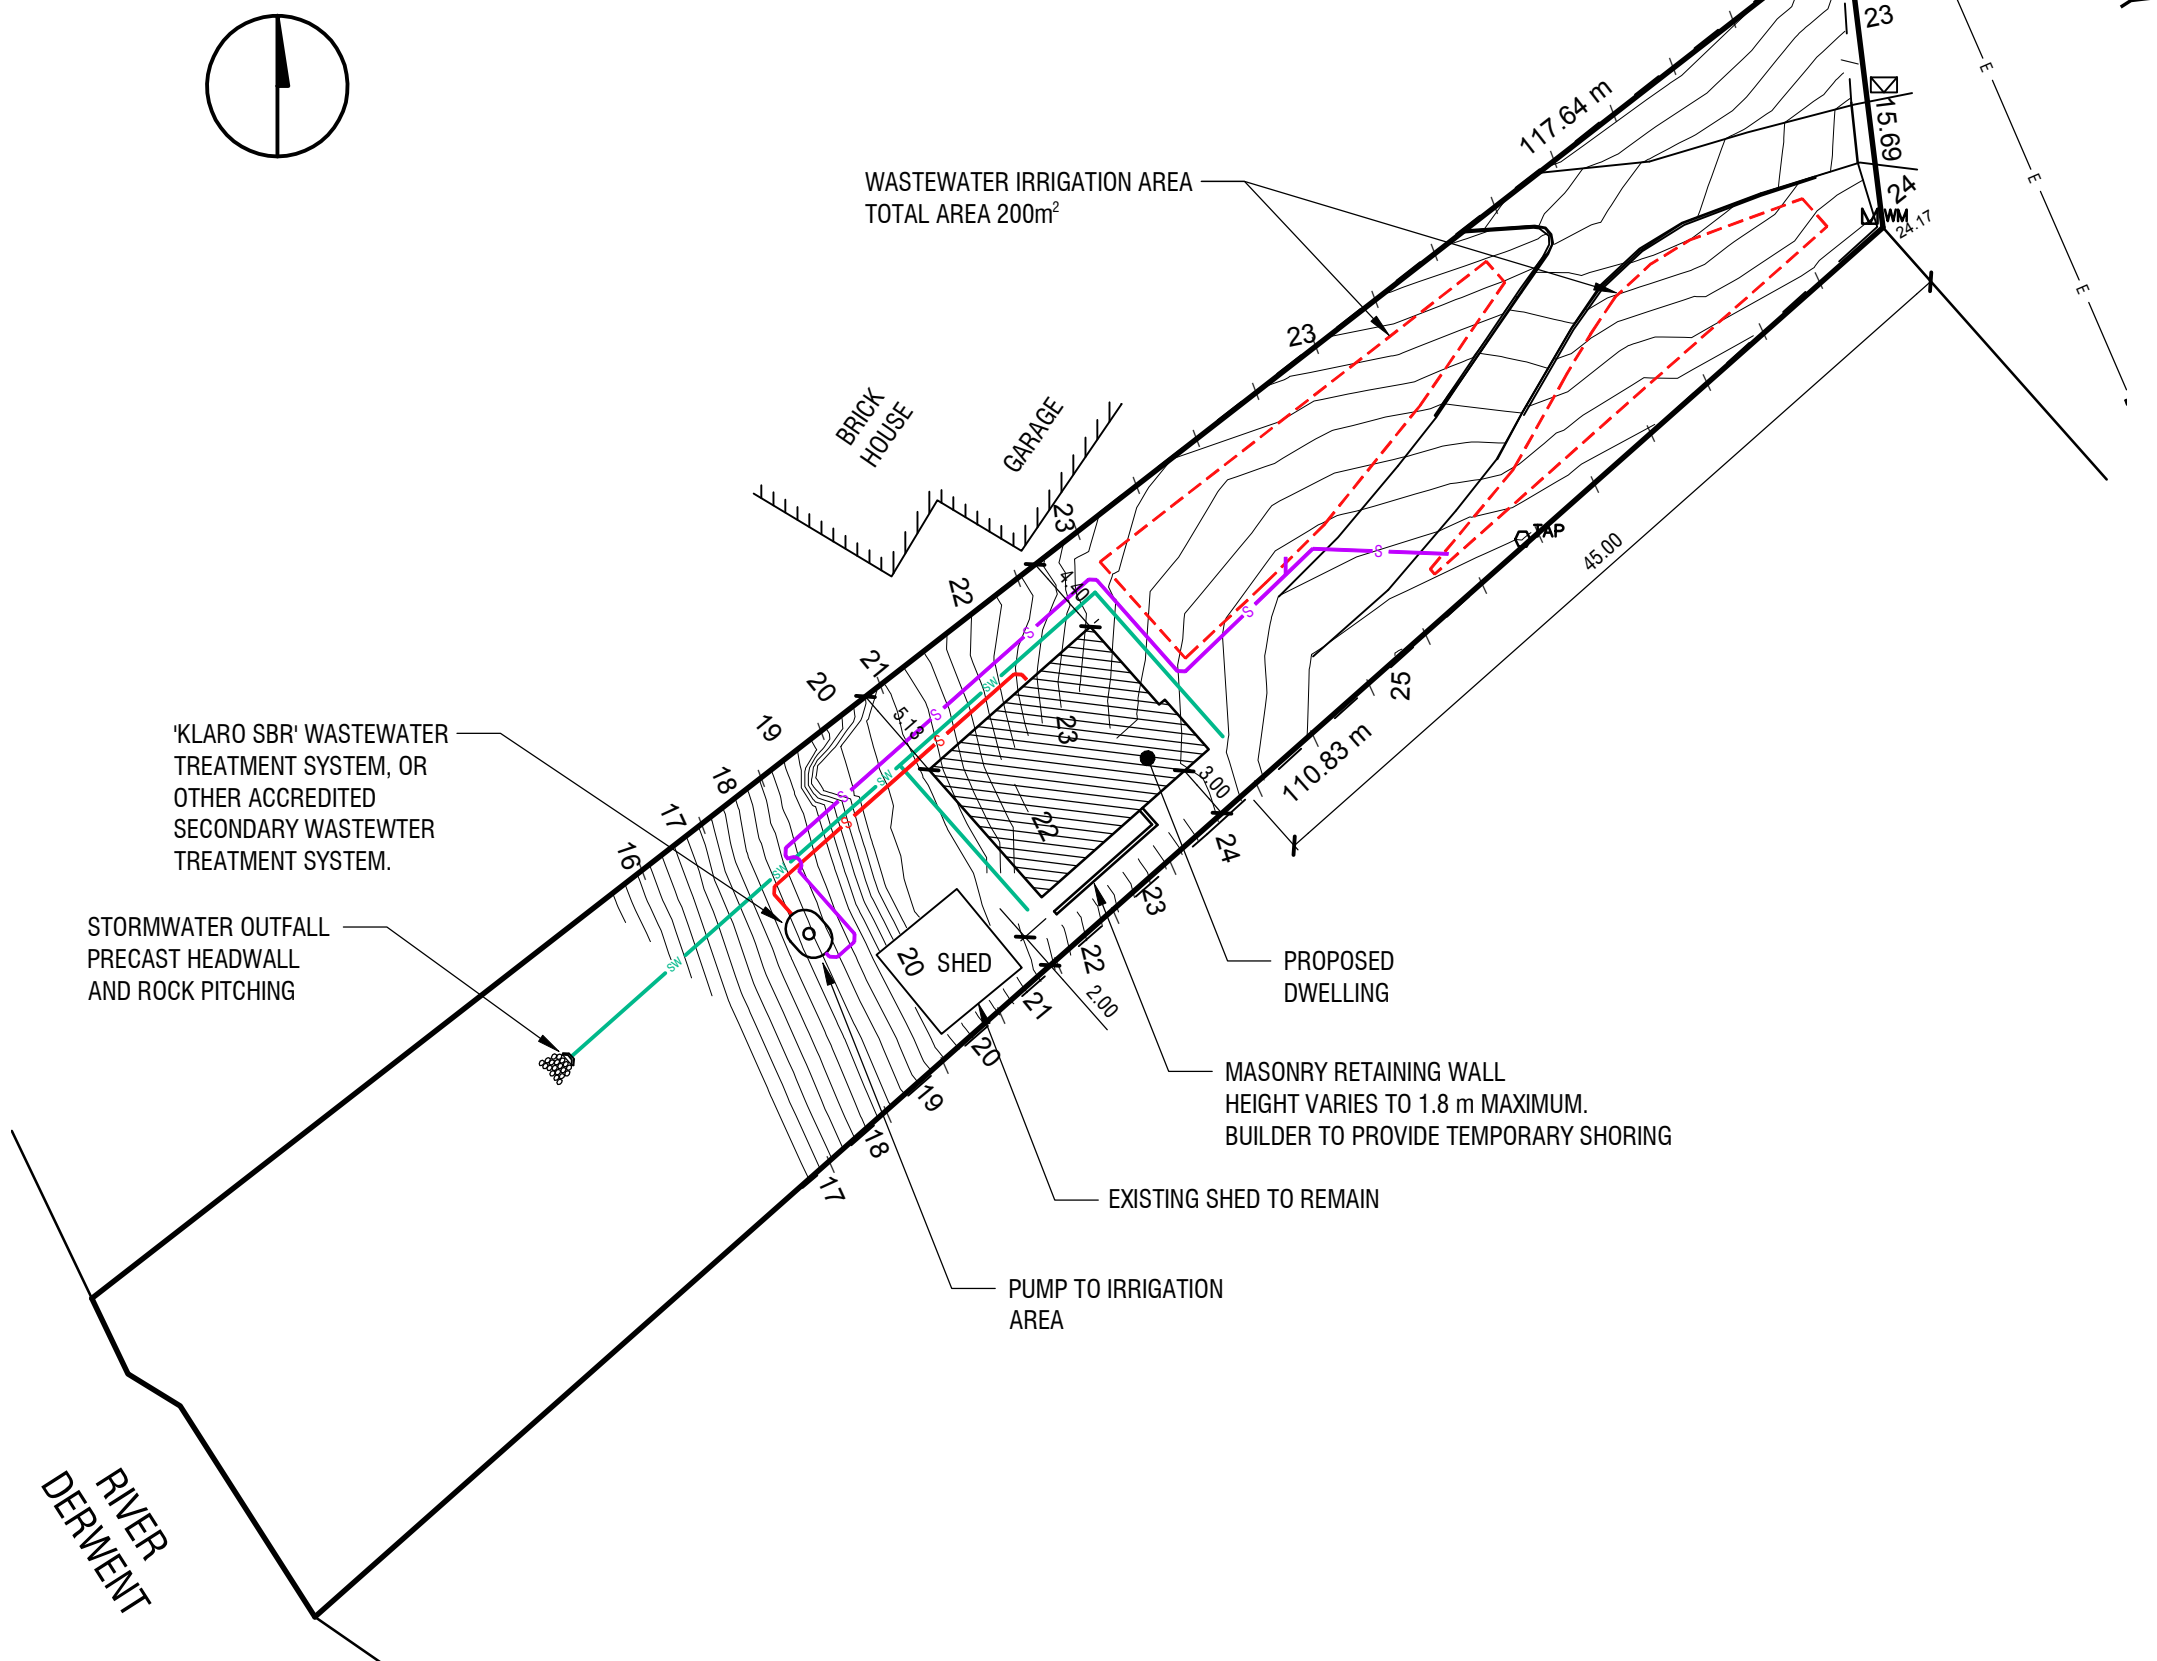 23
117.64 m
15.69
WASTEWATER IRRIGATION AREA
TOTAL AREA 200m²
24
WM
24.17
E
E
E
23
BRICK
HOUSE
GARAGE
23
TAP
S
45.00
4.40
22
S
S
21
20
25
SW
5.13
S
S
23
19
110.83 m
'KLARO SBR' WASTEWATER
TREATMENT SYSTEM, OR
OTHER ACCREDITED
SECONDARY WASTEWTER
TREATMENT SYSTEM.
18
SW
3.00
S
S
17
22
24
16
SW
23
STORMWATER OUTFALL
PRECAST HEADWALL
AND ROCK PITCHING
SW
20
SHED
22
PROPOSED
DWELLING
21
2.00
20
MASONRY RETAINING WALL
HEIGHT VARIES TO 1.8 m MAXIMUM.
BUILDER TO PROVIDE TEMPORARY SHORING
19
18
17
EXISTING SHED TO REMAIN
PUMP TO IRRIGATION
AREA
RIVER
DERWENT